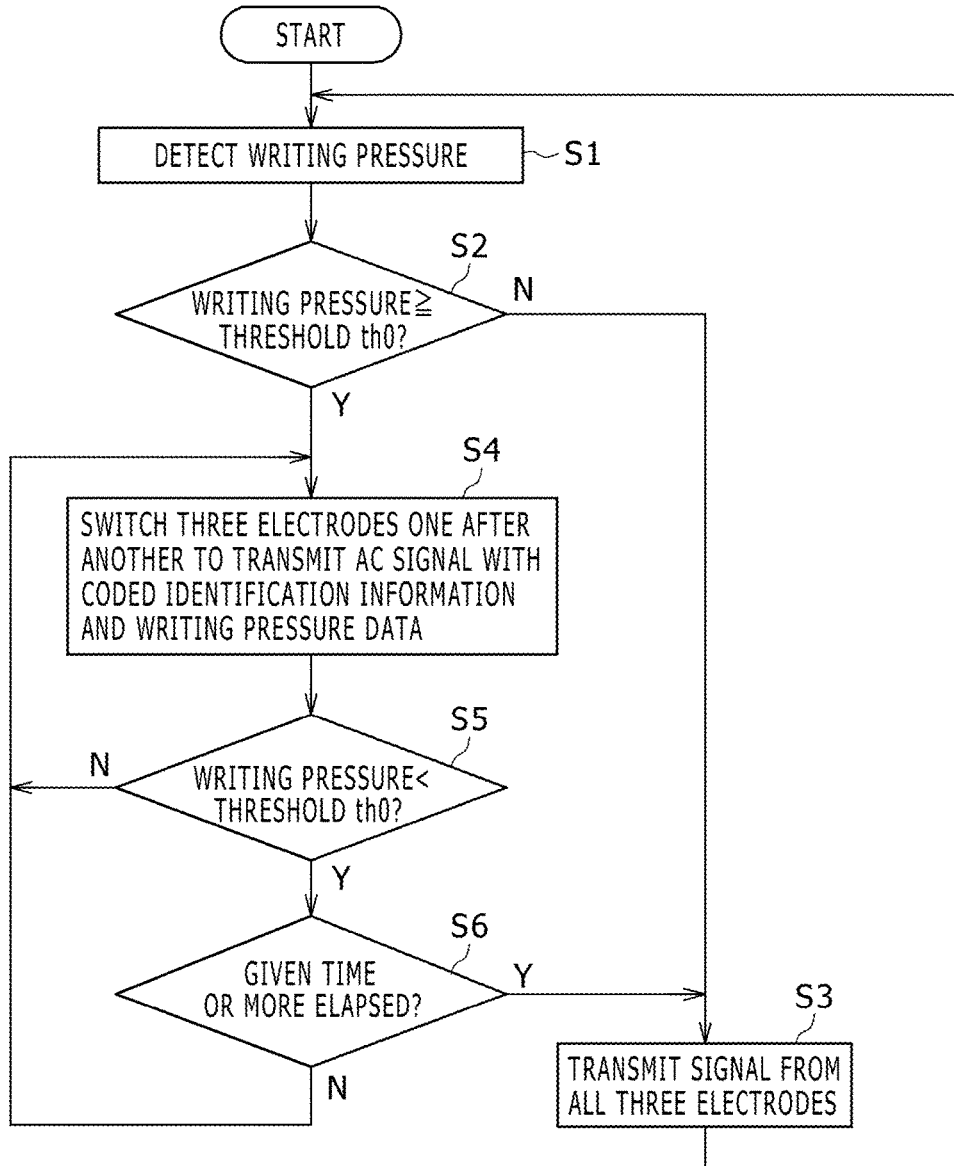 START
DETECT WRITING PRESSURE
S1
S2
WRITING PRESSURE≧
THRESHOLD th0?
N
Y
S4
SWITCH THREE ELECTRODES ONE AFTER
ANOTHER TO TRANSMIT AC SIGNAL WITH
CODED IDENTIFICATION INFORMATION
AND WRITING PRESSURE DATA
S5
N
WRITING PRESSURE<
THRESHOLD th0?
Y
S6
GIVEN TIME
OR MORE ELAPSED?
Y
N
S3
TRANSMIT SIGNAL FROM
ALL THREE ELECTRODES